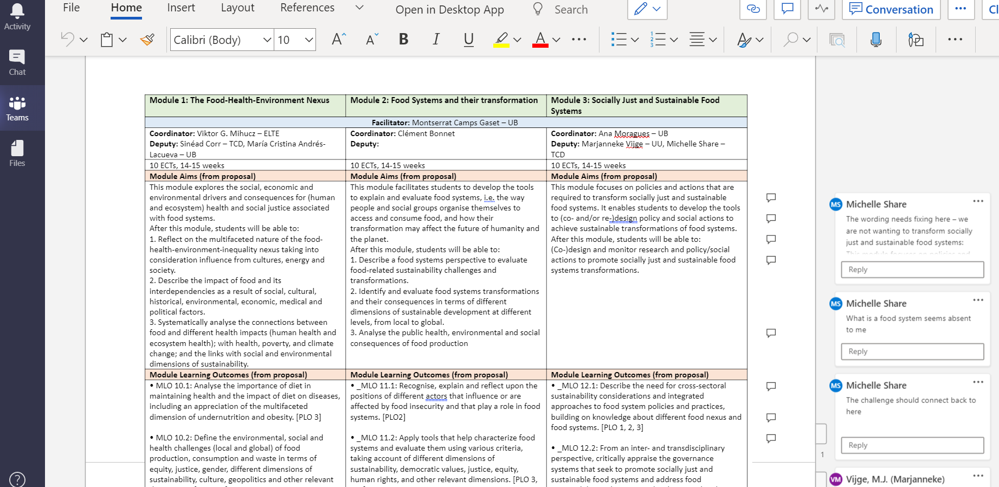 Activity
Chat
Teams
Files
File
Home
Insert
Layout
References
Open in Desktop App
Search
Conversation
Cl
Calibri (Body)
10
A
A
B
I
U
A
Module 1: The Food-Health-Environment Nexus
Module 2: Food Systems and their transformation
Module 3: Socially Just and Sustainable Food
Systems
Facilitator: Montserrat Camps Gaset – UB
Coordinator: Viktor G. Mihucz – ELTE
Deputy: Sinéad Corr – TCD, María Cristina Andrés-
Lacueva – UB
Coordinator: Clément Bonnet
Deputy:
Coordinator: Ana Moragues – UB
Deputy: Marjanneke Vijge – UU, Michelle Share –
TCD
10 ECTs, 14-15 weeks
10 ECTs, 14-15 weeks
10 ECTs, 14-15 weeks
Module Aims (from proposal)
Module Aims (from proposal)
Module Aims (from proposal)
This module explores the social, economic and
environmental drivers and consequences for (human
and ecosystem) health and social justice associated
with food systems.
After this module, students will be able to:
1. Reflect on the multifaceted nature of the food-
health-environment-inequality nexus taking into
consideration influence from cultures, energy and
society.
2. Describe the impact of food and its
interdependencies as a result of social, cultural,
historical, environmental, economic, medical and
political factors.
3. Systematically analyse the connections between
food and different health impacts (human health and
ecosystem health); with health, poverty, and climate
change; and the links with social and environmental
dimensions of sustainability.
This module facilitates students to develop the tools
to explain and evaluate food systems, i.e. the way
people and social groups organise themselves to
access and consume food, and how their
transformation may affect the future of humanity and
the planet.
After this module, students will be able to:
1. Describe a food systems perspective to evaluate
food-related sustainability challenges and
transformations.
2. Identify and evaluate food systems transformations
and their consequences in terms of different
dimensions of sustainable development at different
levels, from local to global.
3. Analyse the public health, environmental and social
consequences of food production
This module focuses on policies and actions that are
required to transform socially just and sustainable
food systems. It enables students to develop the tools
to (co- and/or re-)design policy and social actions to
achieve sustainable transformations of food systems.
After this module, students will be able to:
(Co-)design and monitor research and policy/social
actions to promote socially just and sustainable food
systems transformations.
Module Learning Outcomes (from proposal)
Module Learning Outcomes (from proposal)
Module Learning Outcomes (from proposal)
• MLO 10.1: Analyse the importance of diet in
maintaining health and the impact of diet on diseases,
including an appreciation of the multifaceted
dimension of undernutrition and obesity. [PLO 3]
• MLO 10.2: Define the environmental, social and
health challenges (local and global) of food
production, consumption and waste in terms of
equity, justice, gender, different dimensions of
sustainability, culture, geopolitics and other relevant
• _MLO 11.1: Recognise, explain and reflect upon the
positions of different actors that influence or are
affected by food insecurity and that play a role in food
systems. [PLO2]
• _MLO 11.2: Apply tools that help characterize food
systems and evaluate them using various criteria,
taking account of different dimensions of
sustainability, democratic values, justice, equity,
human rights, and other relevant dimensions. [PLO 3,
• _MLO 12.1: Describe the need for cross-sectoral
sustainability considerations and integrated
approaches to food system policies and practices,
building on knowledge about different food nexus and
food systems. [PLO 1, 2, 3]
• _MLO 12.2: From an inter- and transdisciplinary
perspective, critically appraise the governance
systems that seek to promote socially just and
sustainable food systems and address food
1
MS Michelle Share
The wording needs fixing here – we
are not wanting to transform socially
just and sustainable food systems:
This module focuses on policies and
Reply
MS Michelle Share
What is a food system seems absent
to me
Reply
MS Michelle Share
The challenge should connect back to
here
Reply
VM Vijge, M.J. (Marjanneke)